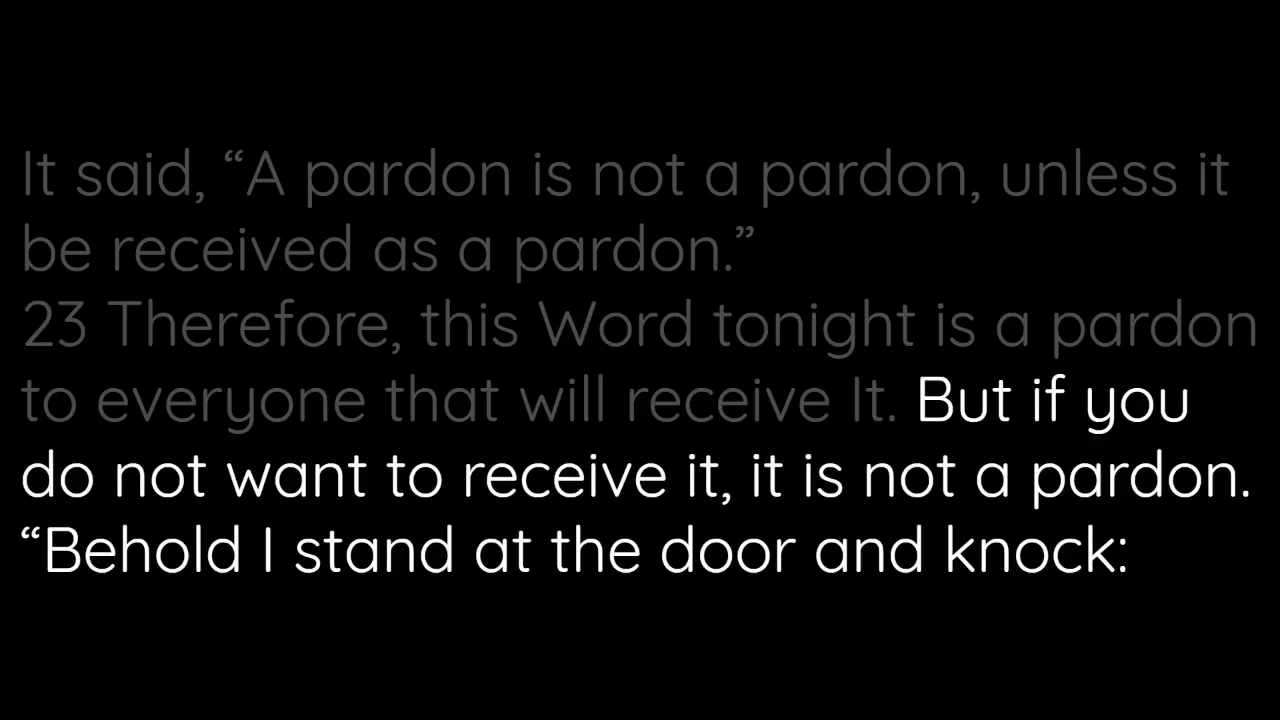 It said, “A pardon is not a pardon, unless it
be received as a pardon.”
23 Therefore, this Word tonight is a pardon
to everyone that will receive It. But if you
do not want to receive it, it is not a pardon.
“Behold I stand at the door and knock: